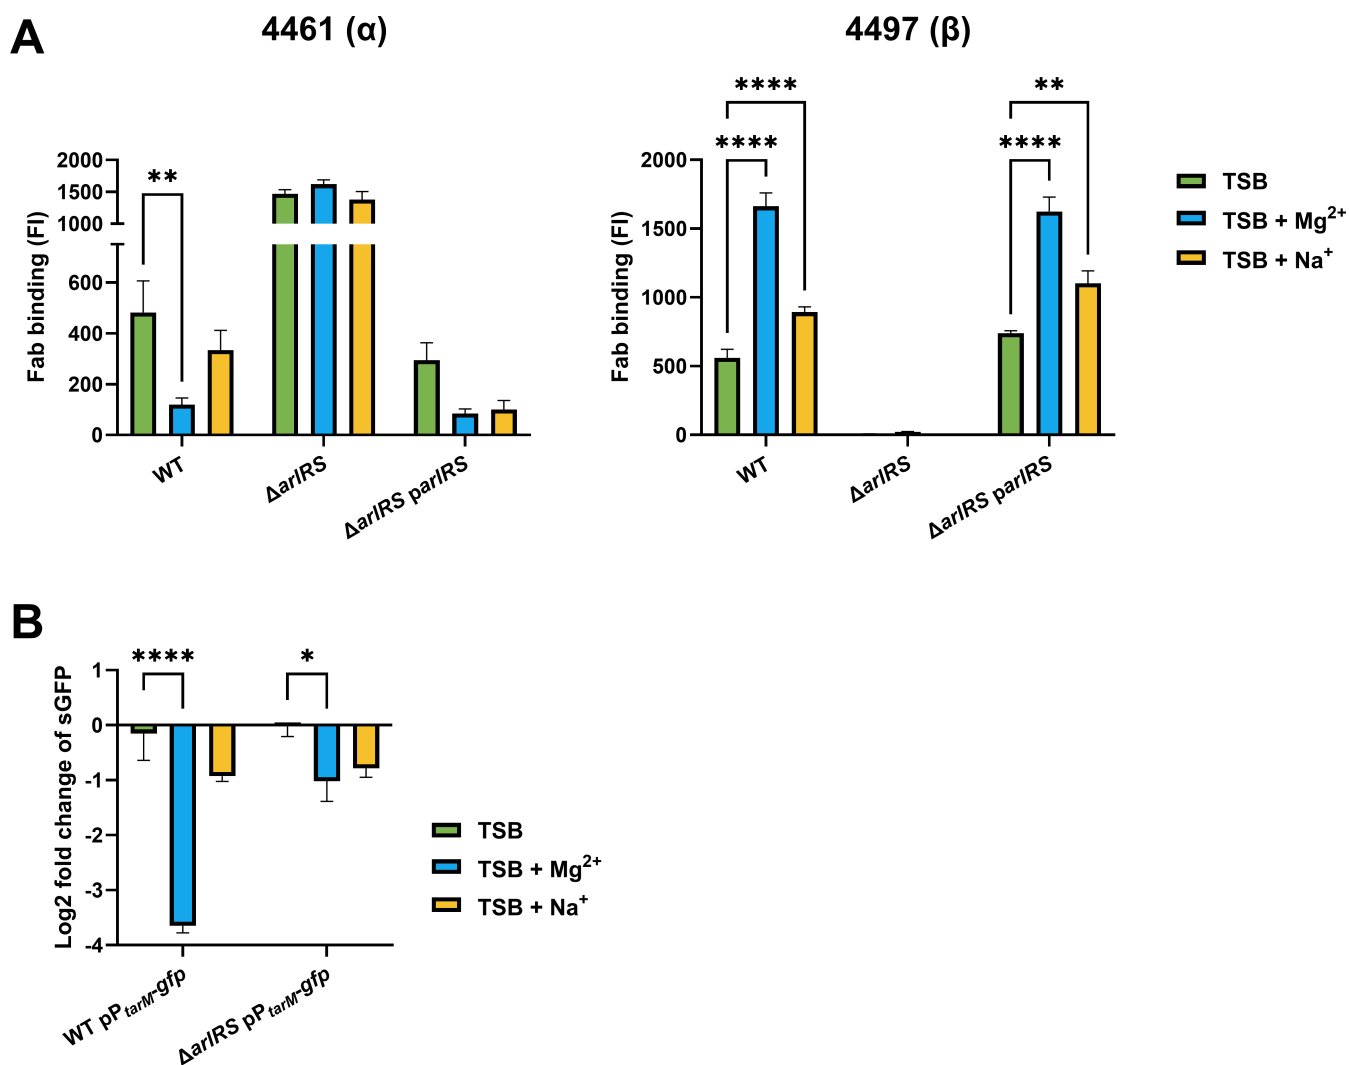 A
4461 (α)
4497 (β)
Fab binding (FI)
2000
1500
1000
600
400
200
0
**
WT
ΔarlRS
ΔarlRS parlRS
Fab binding (FI)
2000
1500
1000
500
0
****
****
**
****
WT
ΔarlRS
ΔarlRS parlRS
TSB
TSB + Mg²⁺
TSB + Na⁺
B
Log2 fold change of sGFP
1
0
-1
-2
-3
-4
****
*
WT pP_tarM-gfp
ΔarlRS pP_tarM-gfp
TSB
TSB + Mg²⁺
TSB + Na⁺